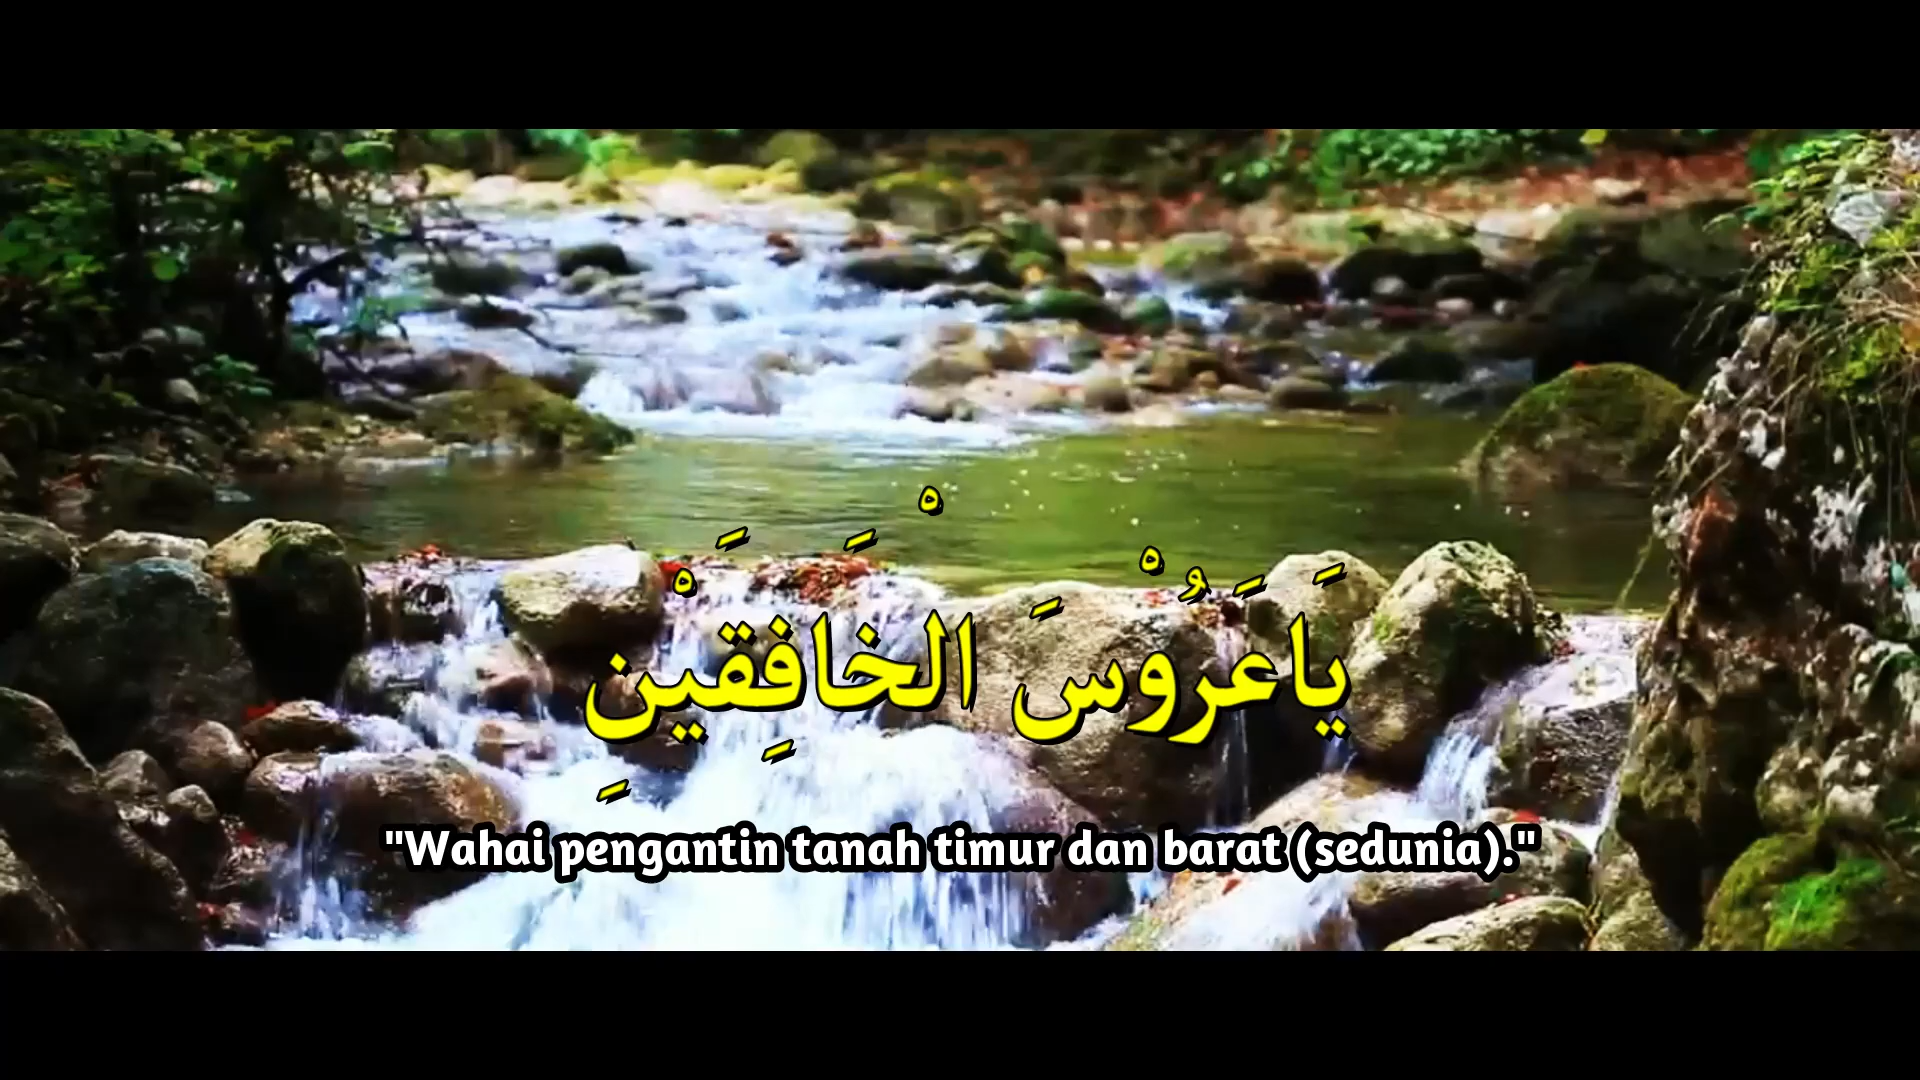 يَاعَرُوْسَ الْخَافِقَيْنِ
"Wahai pengantin tanah timur dan barat (sedunia)."